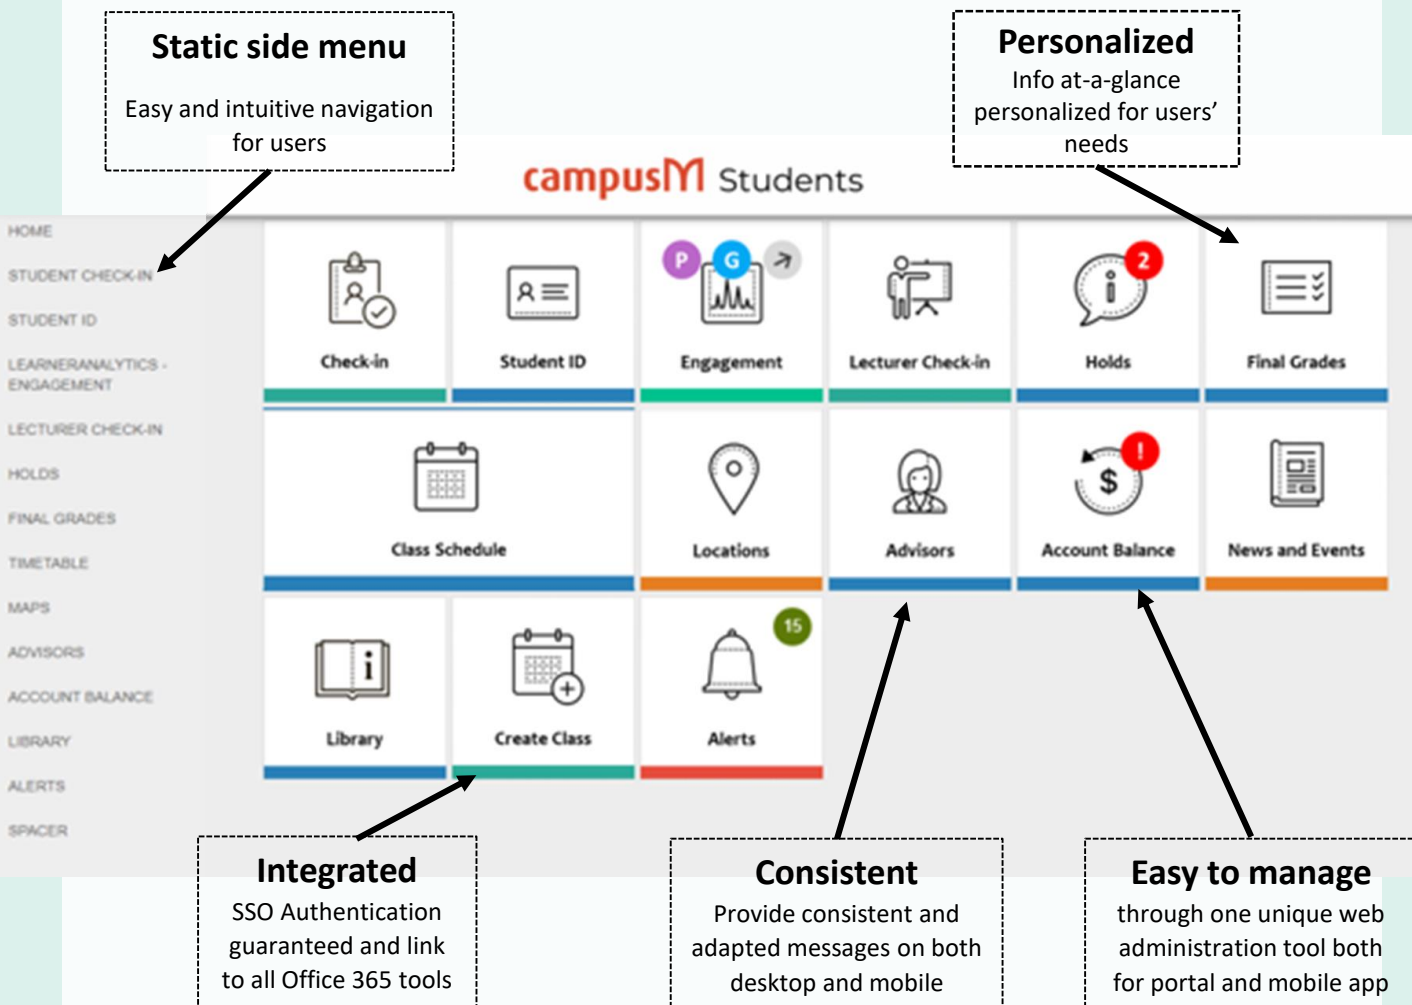 Static side menu
Easy and intuitive navigation
for users
Personalized
Info at-a-glance
personalized for users’
needs
campusM Students
HOME
STUDENT CHECK-IN
STUDENT ID
LEARNERANALYTICS -
ENGAGEMENT
LECTURER CHECK-IN
HOLDS
FINAL GRADES
TIMETABLE
MAPS
ADVISORS
ACCOUNT BALANCE
LIBRARY
ALERTS
SPACER
P G
2
Check-in
Student ID
Engagement
Lecturer Check-in
Holds
Final Grades
!
$
Class Schedule
Locations
Advisors
Account Balance
News and Events
15
Library
Create Class
Alerts
Integrated
SSO Authentication
guaranteed and link
to all Office 365 tools
Consistent
Provide consistent and
adapted messages on both
desktop and mobile
Easy to manage
through one unique web
administration tool both
for portal and mobile app